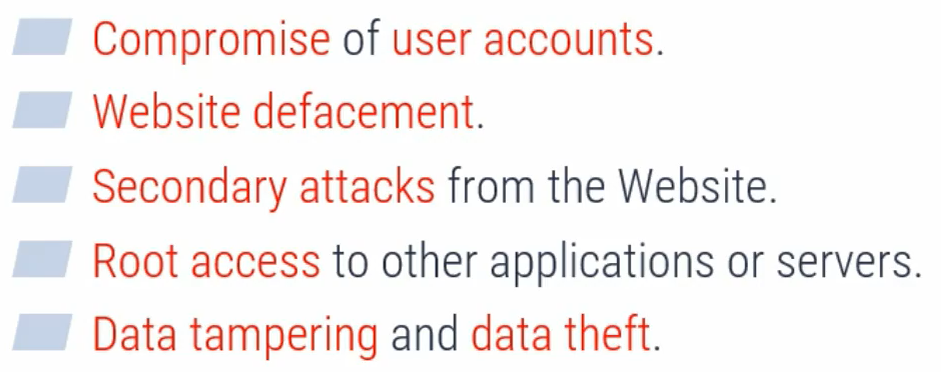 Compromise of user accounts.
Website defacement.
Secondary attacks from the Website.
Root access to other applications or servers.
Data tampering and data theft.